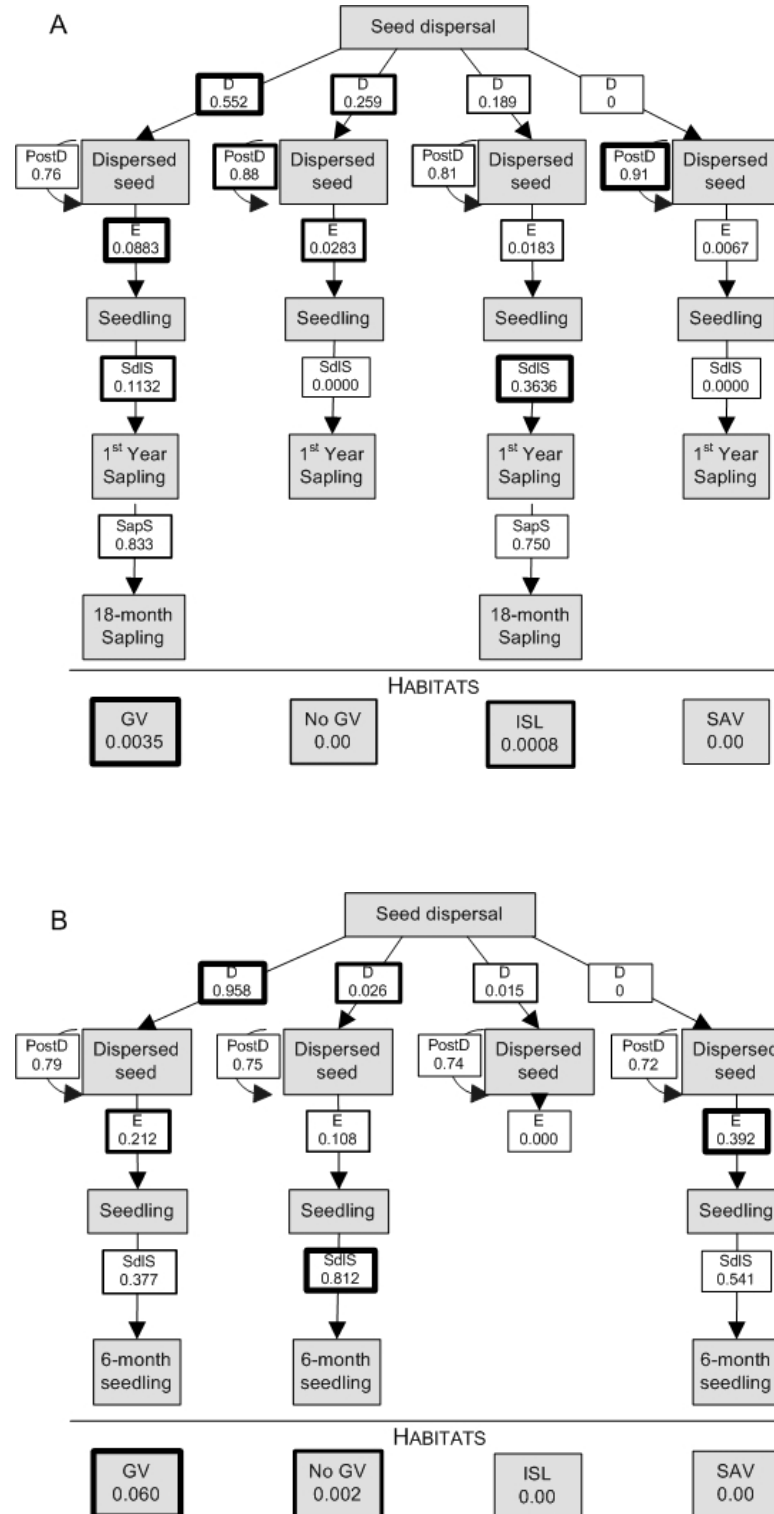 A
Seed dispersal
D
0.552
D
0.259
D
0.189
D
0
PostD
0.76
Dispersed
seed
PostD
0.88
Dispersed
seed
PostD
0.81
Dispersed
seed
PostD
0.91
Dispersed
seed
E
0.0883
E
0.0283
E
0.0183
E
0.0067
Seedling
Seedling
Seedling
Seedling
SdlS
0.1132
SdlS
0.0000
SdlS
0.3636
SdlS
0.0000
1st Year
Sapling
1st Year
Sapling
1st Year
Sapling
1st Year
Sapling
SapS
0.833
SapS
0.750
18-month
Sapling
18-month
Sapling
HABITATS
GV
0.0035
No GV
0.00
ISL
0.0008
SAV
0.00
B
Seed dispersal
D
0.958
D
0.026
D
0.015
D
0
PostD
0.79
Dispersed
seed
PostD
0.75
Dispersed
seed
PostD
0.74
Dispersed
seed
PostD
0.72
Dispersed
seed
E
0.212
E
0.108
E
0.000
E
0.392
Seedling
Seedling
Seedling
SdlS
0.377
SdlS
0.812
SdlS
0.541
6-month
seedling
6-month
seedling
6-month
seedling
HABITATS
GV
0.060
No GV
0.002
ISL
0.00
SAV
0.00